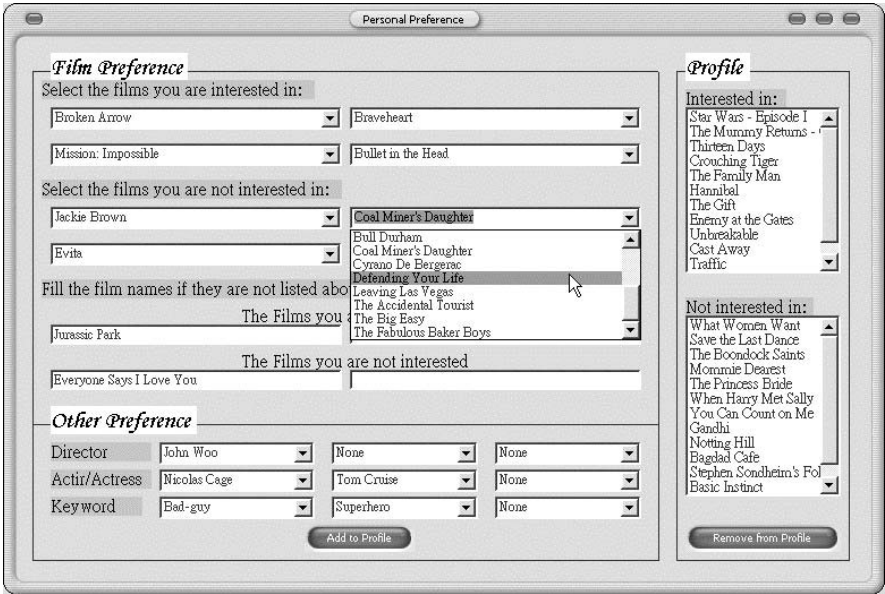 Personal Preference
Film Preference
Select the films you are interested in:
Broken Arrow
Braveheart
Mission: Impossible
Bullet in the Head
Select the films you are not interested in:
Jackie Brown
Coal Miner's Daughter
Evita
Bull Durham
Coal Miner's Daughter
Cyrano De Bergerac
Defending Your Life
Leaving Las Vegas
The Accidental Tourist
The Big Easy
The Fabulous Baker Boys
Fill the film names if they are not listed abo
The Films you a
Jurassic Park
The Films you are not interested
Everyone Says I Love You
Other Preference
Director
John Woo
None
None
Actir/Actress
Nicolas Cage
Tom Cruise
None
Keyword
Bad-guy
Superhero
None
Add to Profile
Profile
Interested in:
Star Wars - Episode I
The Mummy Returns -
Thirteen Days
Crouching Tiger
The Family Man
Hannibal
The Gift
Enemy at the Gates
Unbreakable
Cast Away
Traffic
Not interested in:
What Women Want
Save the Last Dance
The Boondock Saints
Mommie Dearest
The Princess Bride
When Harry Met Sally
You Can Count on Me
Gandhi
Notting Hill
Bagdad Cafe
Stephen Sondheim's Fol
Basic Instinct
Remove from Profile